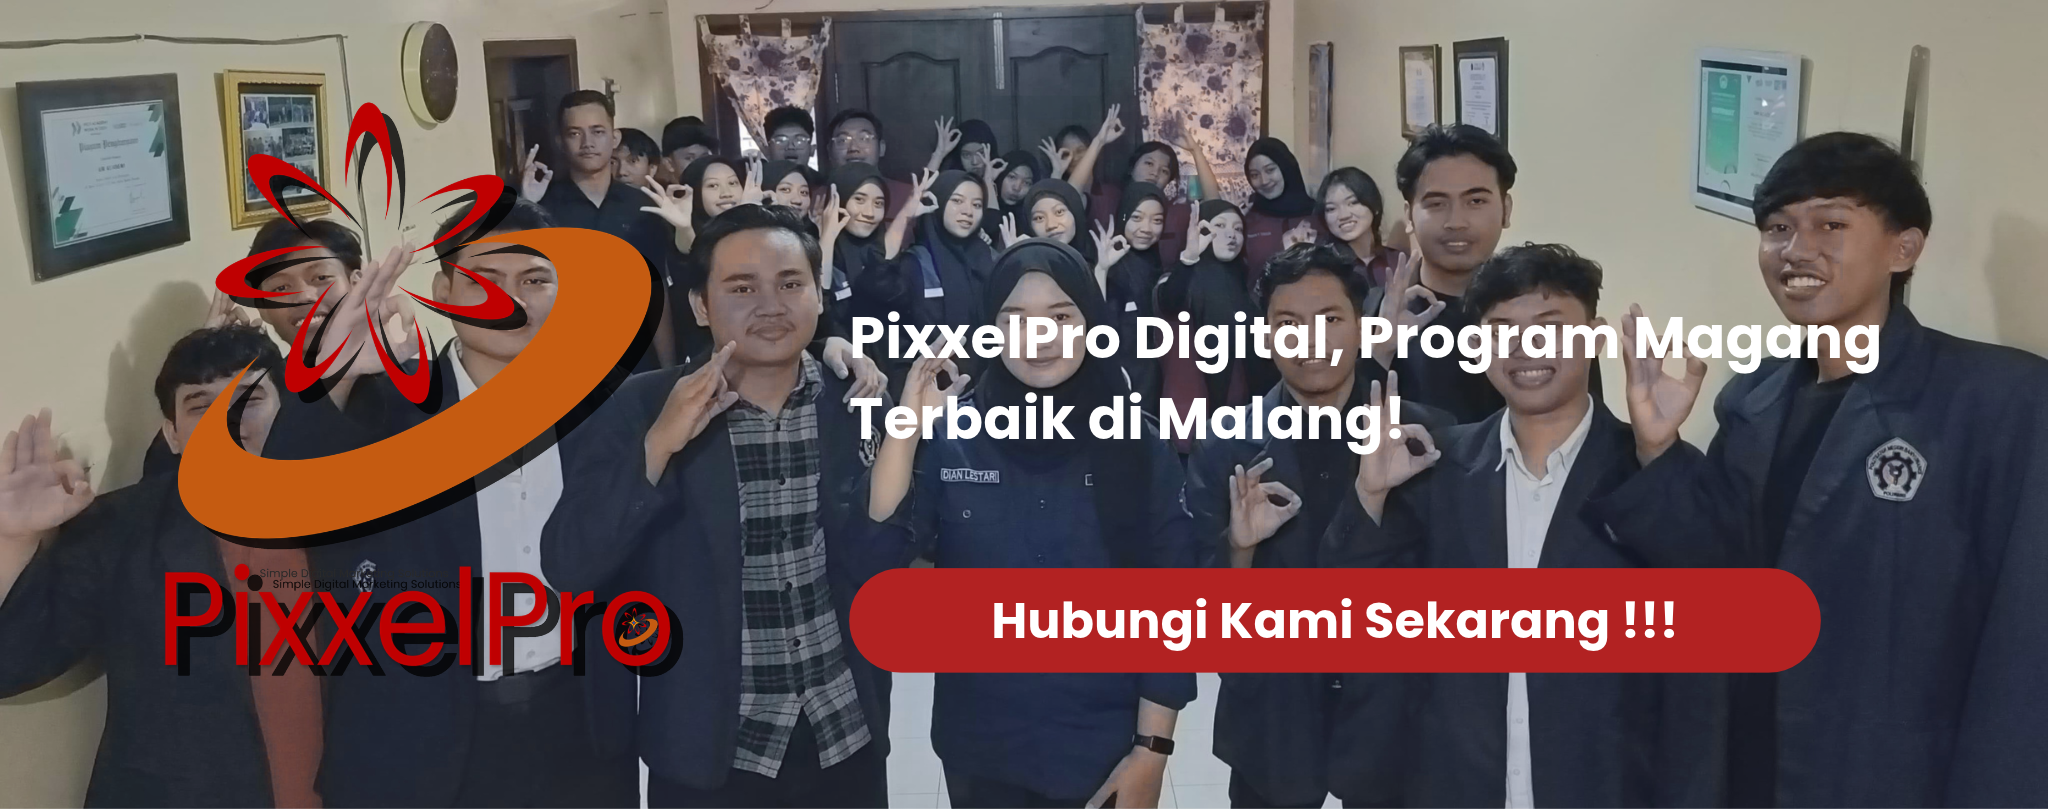 PixxelPro Digital, Program Magang
Terbaik di Malang!
DIAN LESTARI
Simple Digital Marketing Solutions
PixxelPro
Hubungi Kami Sekarang !!!